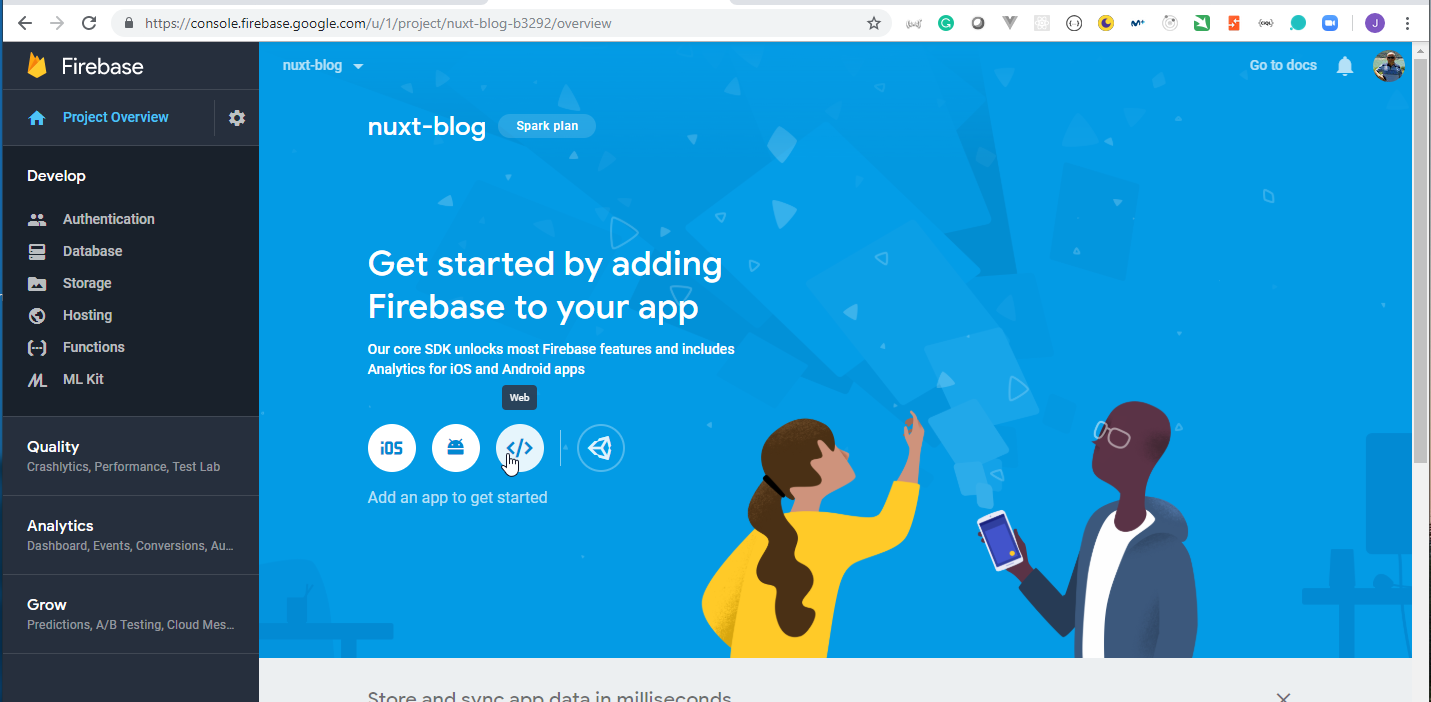 https://console.firebase.google.com/u/1/project/nuxt-blog-b3292/overview
J
Firebase
nuxt-blog
Go to docs
Project Overview
nuxt-blog
Spark plan
Develop
Authentication
Database
Storage
Hosting
Functions
ML Kit
Get started by adding
Firebase to your app
Our core SDK unlocks most Firebase features and includes
Analytics for iOS and Android apps
Web
iOS
</>
Add an app to get started
Quality
Crashlytics, Performance, Test Lab
Analytics
Dashboard, Events, Conversions, Au...
Grow
Predictions, A/B Testing, Cloud Mes...
Store and sync app data in milliseconds